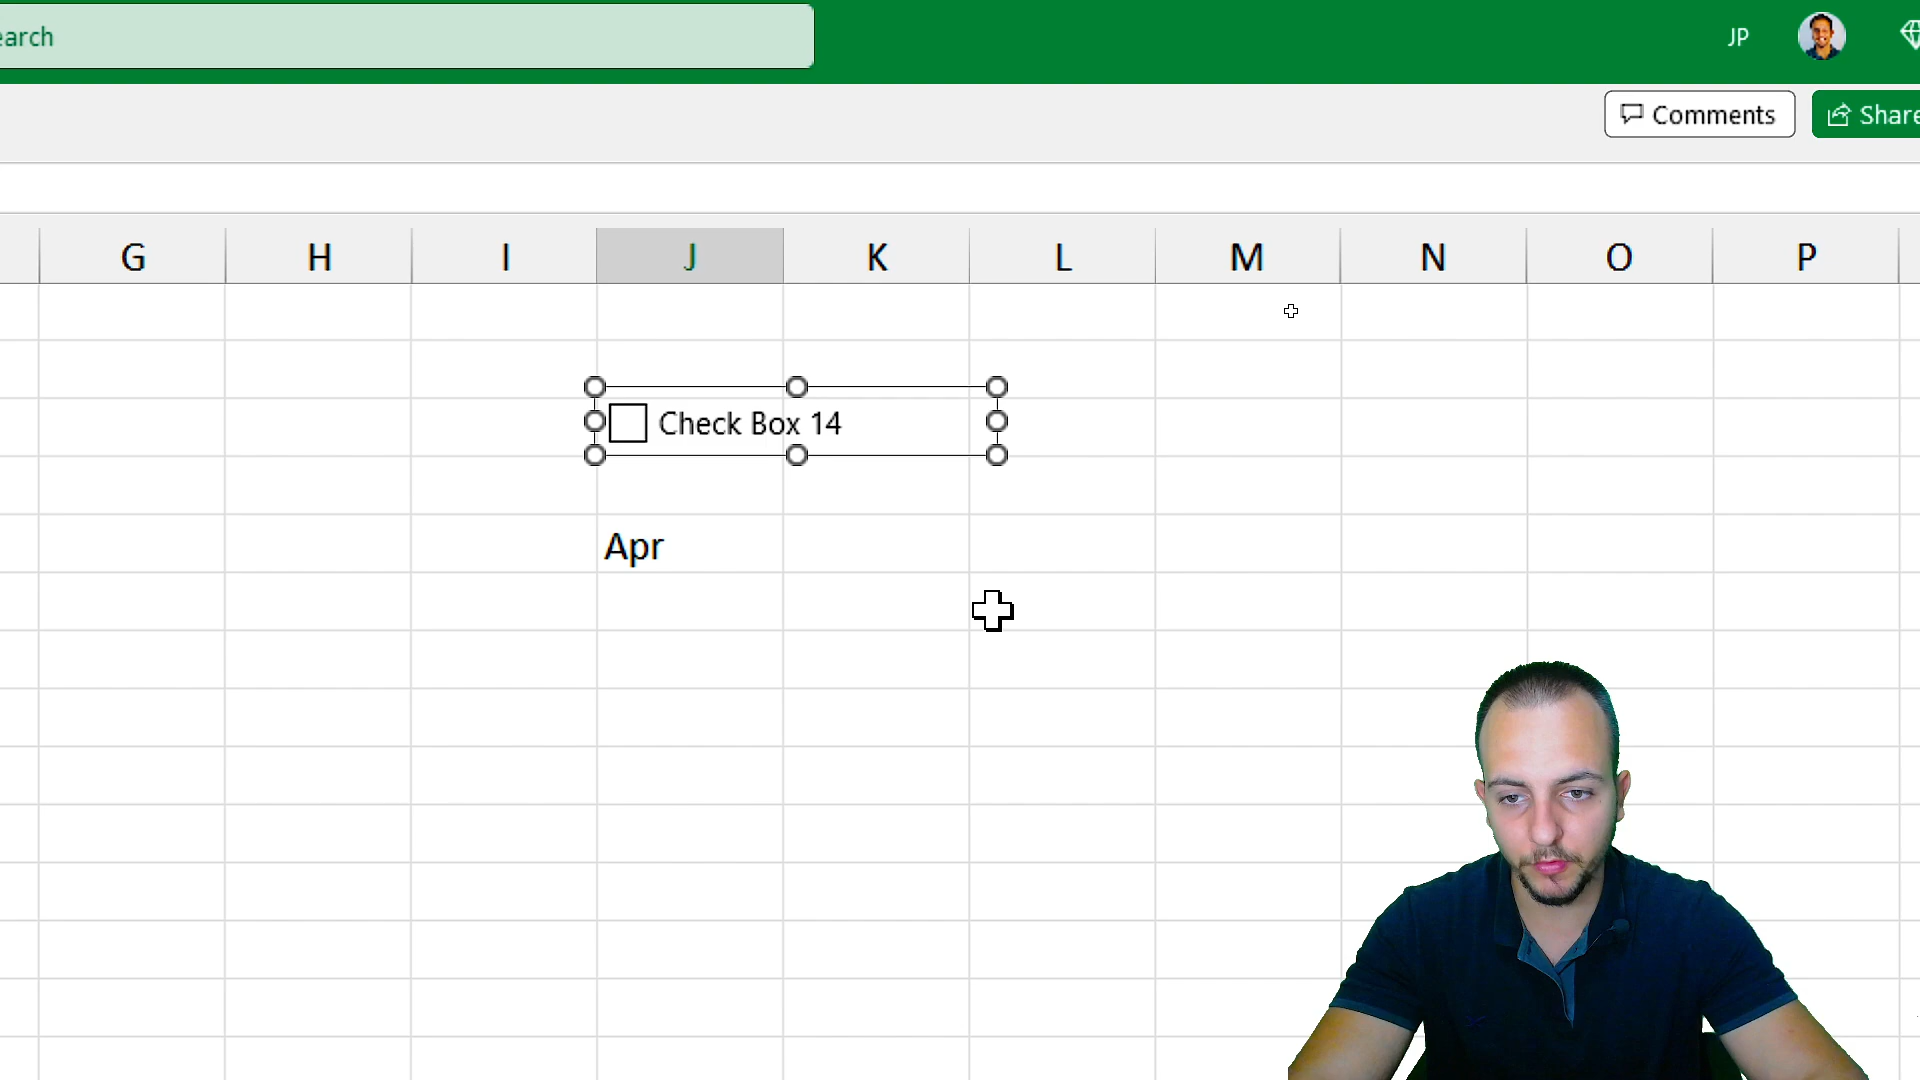 earch
JP
Comments
Share
G H I J K L M N O P
Check Box 14
Apr